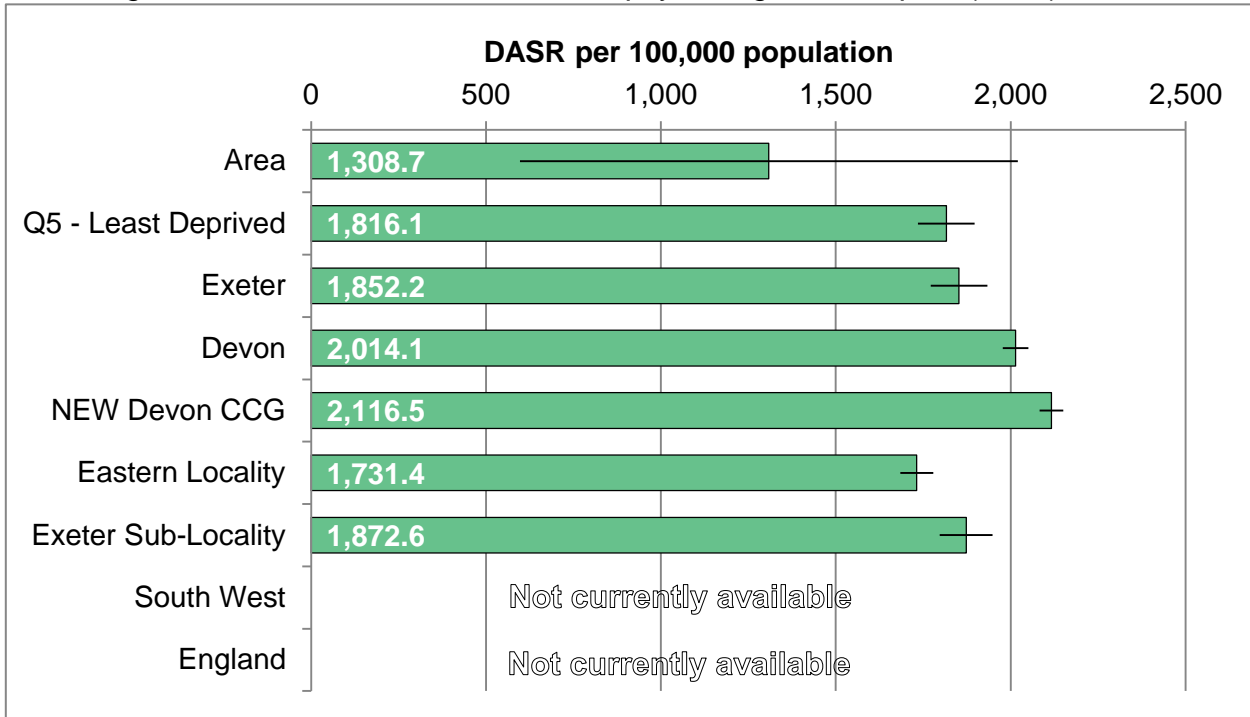 DASR per 100,000 population
0 500 1,000 1,500 2,000 2,500
Area 1,308.7
Q5 - Least Deprived 1,816.1
Exeter 1,852.2
Devon 2,014.1
NEW Devon CCG 2,116.5
Eastern Locality 1,731.4
Exeter Sub-Locality 1,872.6
South West Not currently available
England Not currently available